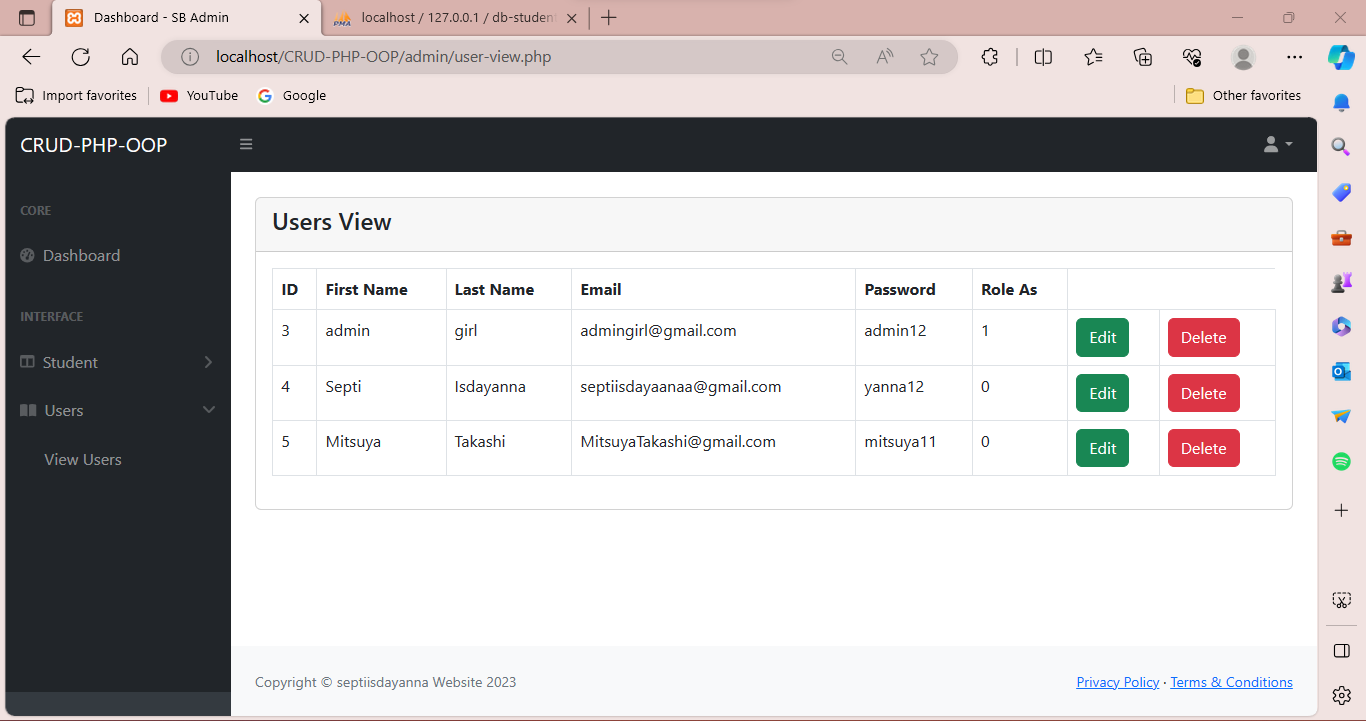 Dashboard - SB Admin
localhost / 127.0.0.1 / db-student
localhost/CRUD-PHP-OOP/admin/user-view.php
Import favorites YouTube Google Other favorites
CRUD-PHP-OOP
CORE
Dashboard
INTERFACE
Student
Users
View Users
Users View
ID First Name Last Name Email Password Role As
3 admin girl admingirl@gmail.com admin12 1 Edit Delete
4 Septi Isdayanna septiisdayaanaa@gmail.com yanna12 0 Edit Delete
5 Mitsuya Takashi MitsuyaTakashi@gmail.com mitsuya11 0 Edit Delete
Copyright © septiisdayanna Website 2023 Privacy Policy · Terms & Conditions